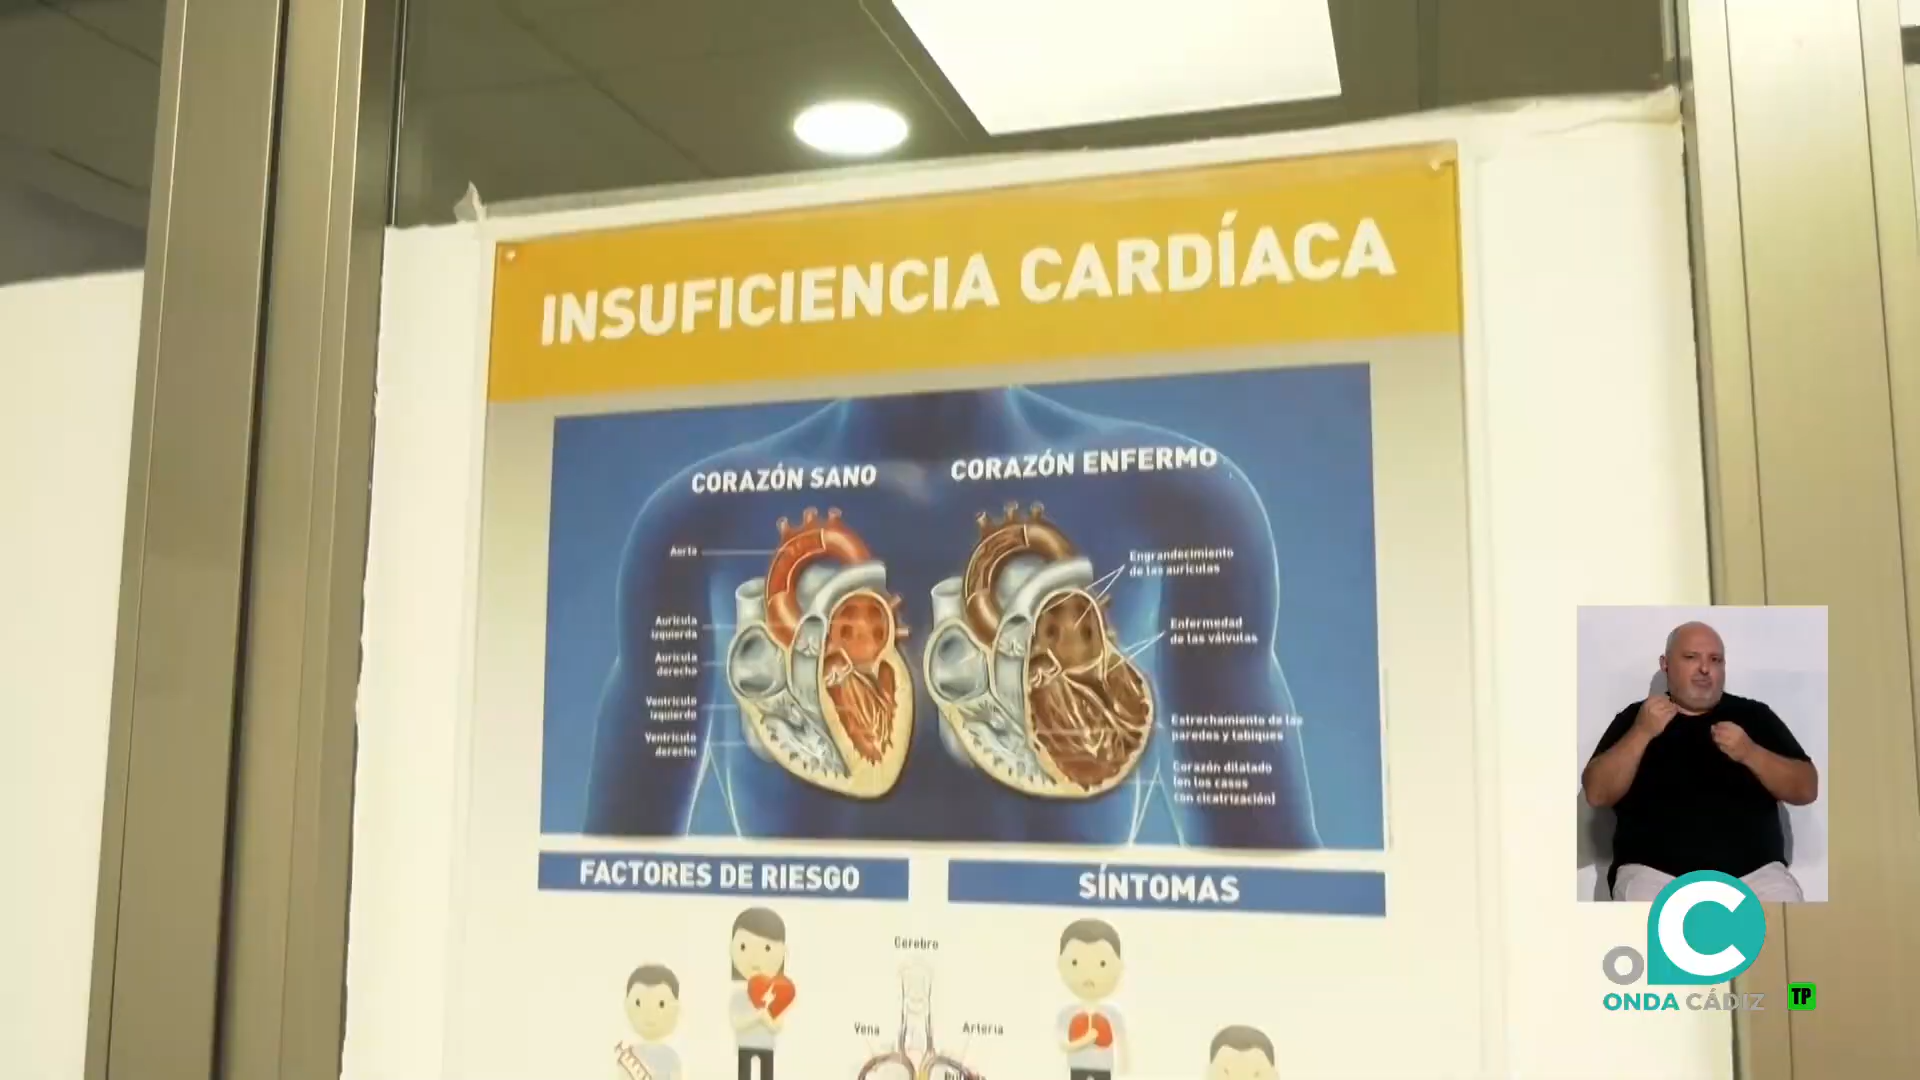 INSUFICIENCIA CARDÍACA
CORAZÓN SANO
CORAZÓN ENFERMO
Aorta
Aurícula
izquierda
Aurícula
derecha
Ventrículo
izquierdo
Ventrículo
derecho
Engrandecimiento
de las aurículas
Enfermedad
de las válvulas
Estrechamiento de las
paredes y tabiques
Corazón dilatado
(en los casos
con cicatrización)
FACTORES DE RIESGO
SÍNTOMAS
Cerebro
Vena
Arteria
ONDA CÁDIZ
TP